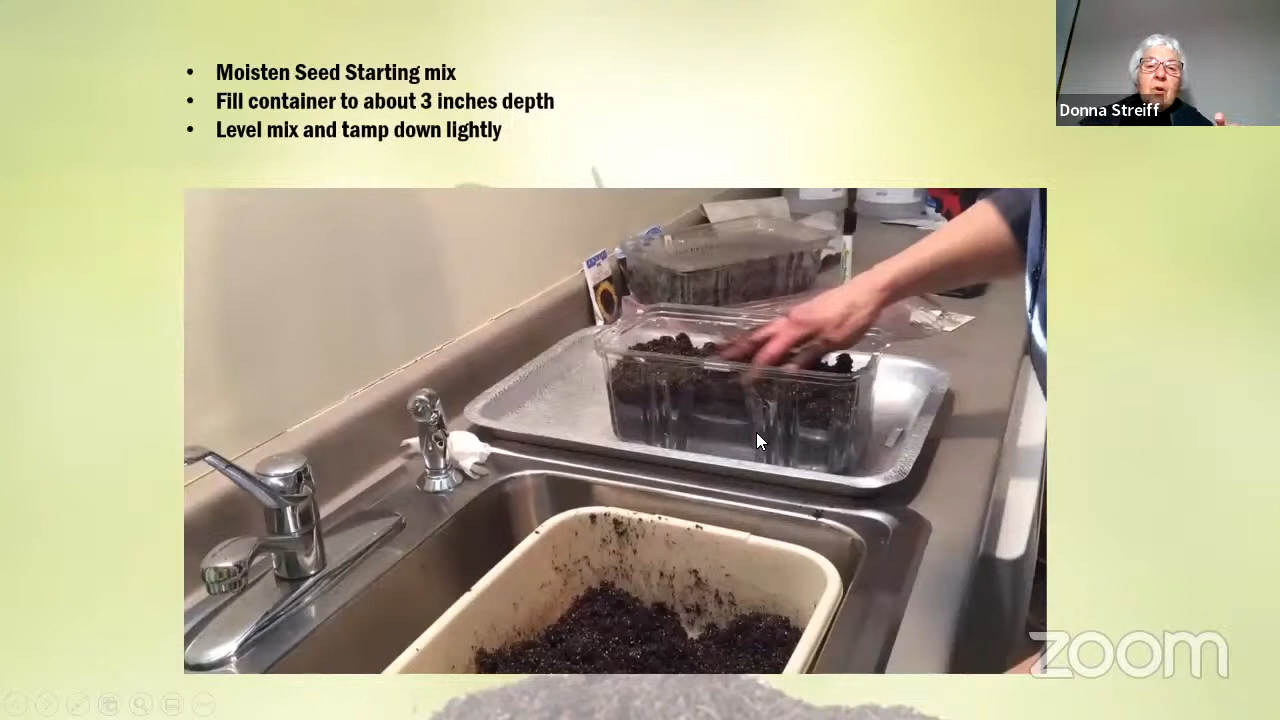 • Moisten Seed Starting mix
• Fill container to about 3 inches depth
• Level mix and tamp down lightly
Donna Streiff
zoom